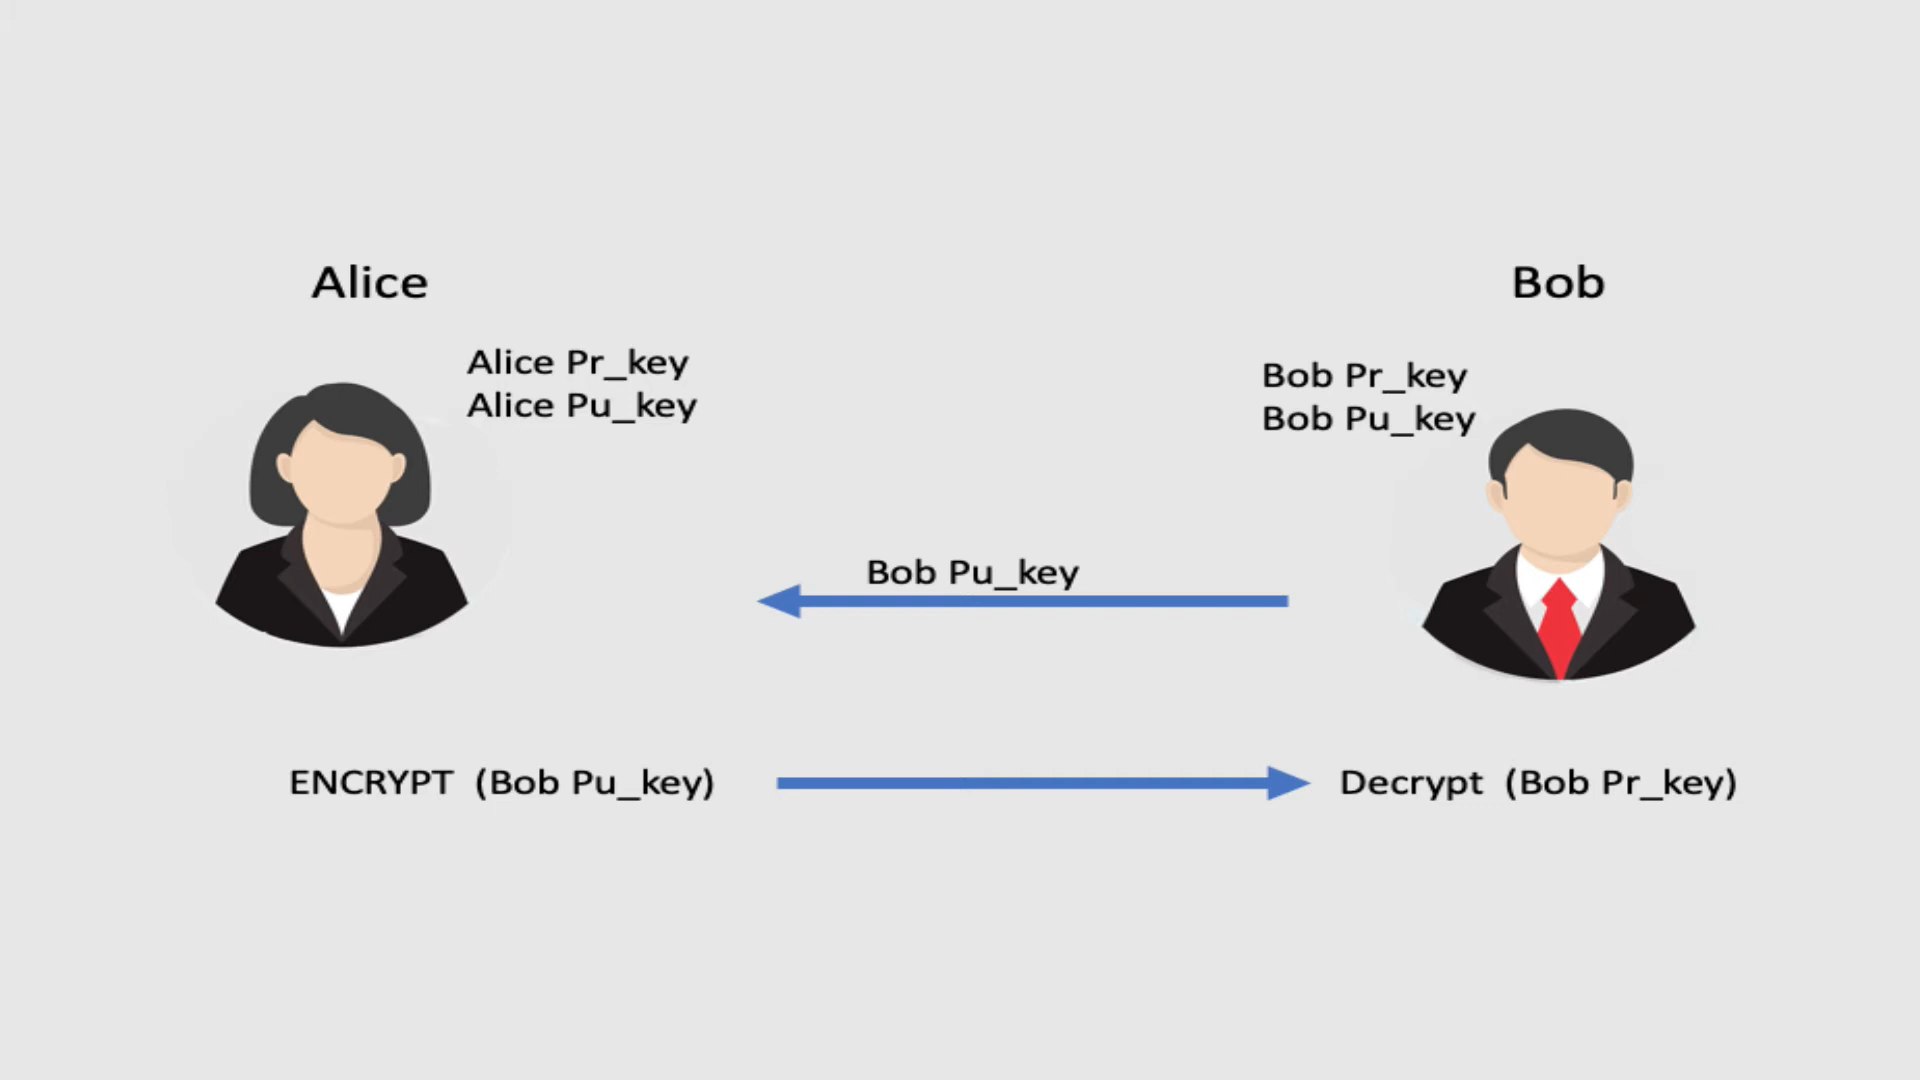 Alice
Bob
Alice Pr_key
Alice Pu_key
Bob Pr_key
Bob Pu_key
Bob Pu_key
ENCRYPT (Bob Pu_key)
Decrypt (Bob Pr_key)